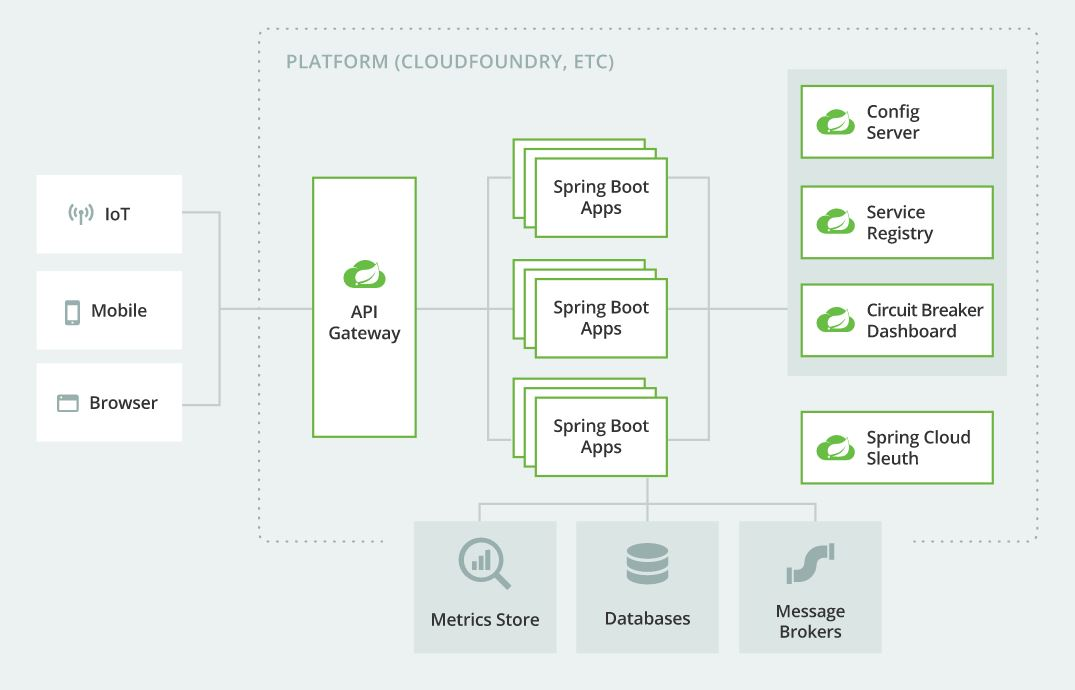 PLATFORM (CLOUDFOUNDRY, ETC)
IoT
Mobile
Browser
API
Gateway
Spring Boot
Apps
Spring Boot
Apps
Spring Boot
Apps
Config
Server
Service
Registry
Circuit Breaker
Dashboard
Spring Cloud
Sleuth
Metrics Store
Databases
Message
Brokers